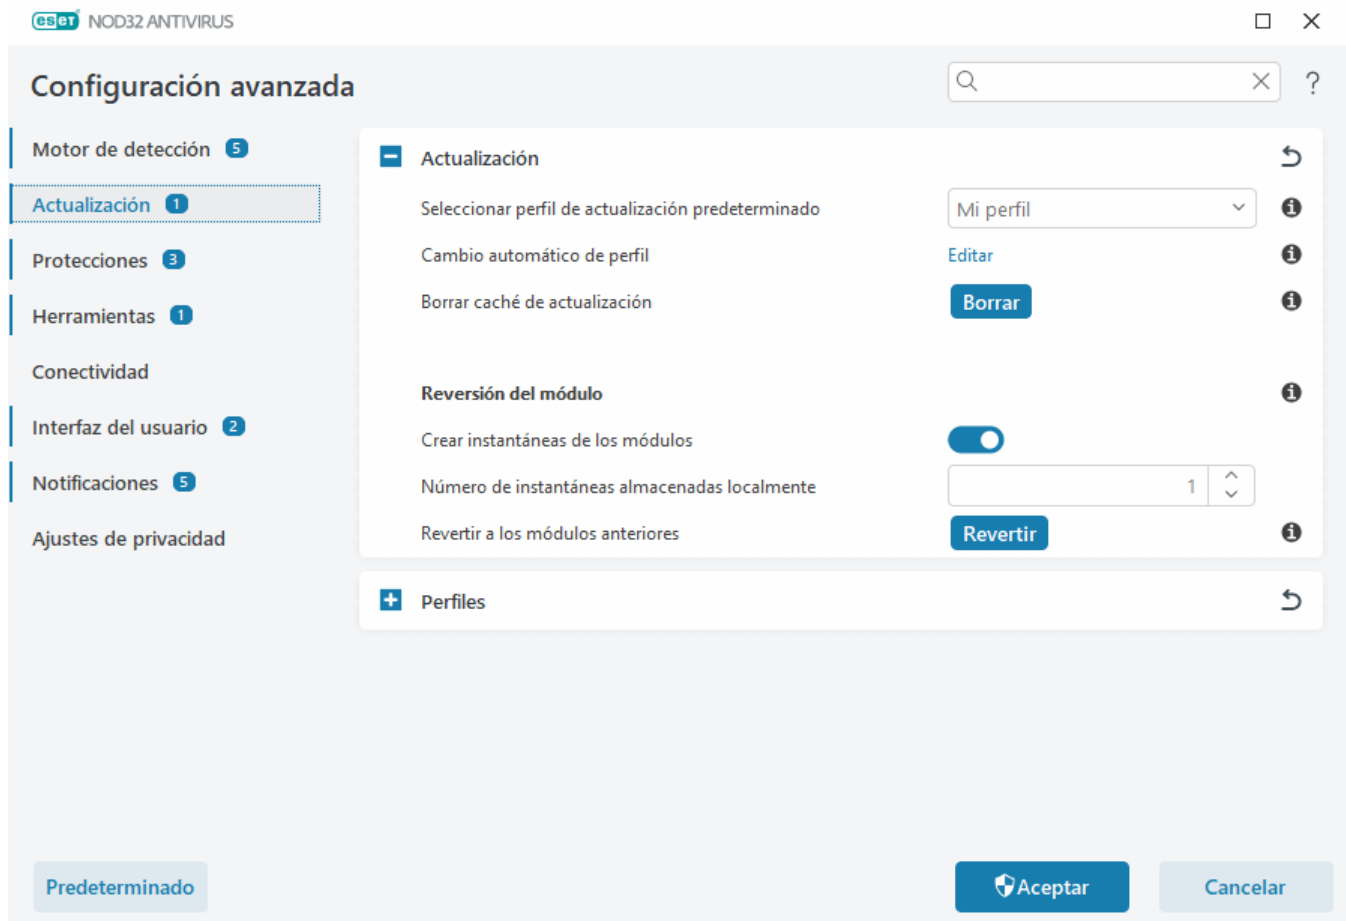 eset NOD32 ANTIVIRUS
Configuración avanzada
?
Motor de detección 5
Actualización 1
Protecciones 3
Herramientas 1
Conectividad
Interfaz del usuario 2
Notificaciones 5
Ajustes de privacidad
Actualización
Seleccionar perfil de actualización predeterminado Mi perfil
Cambio automático de perfil Editar
Borrar caché de actualización Borrar
Reversión del módulo
Crear instantáneas de los módulos
Número de instantáneas almacenadas localmente 1
Revertir a los módulos anteriores Revertir
Perfiles
Predeterminado Aceptar Cancelar